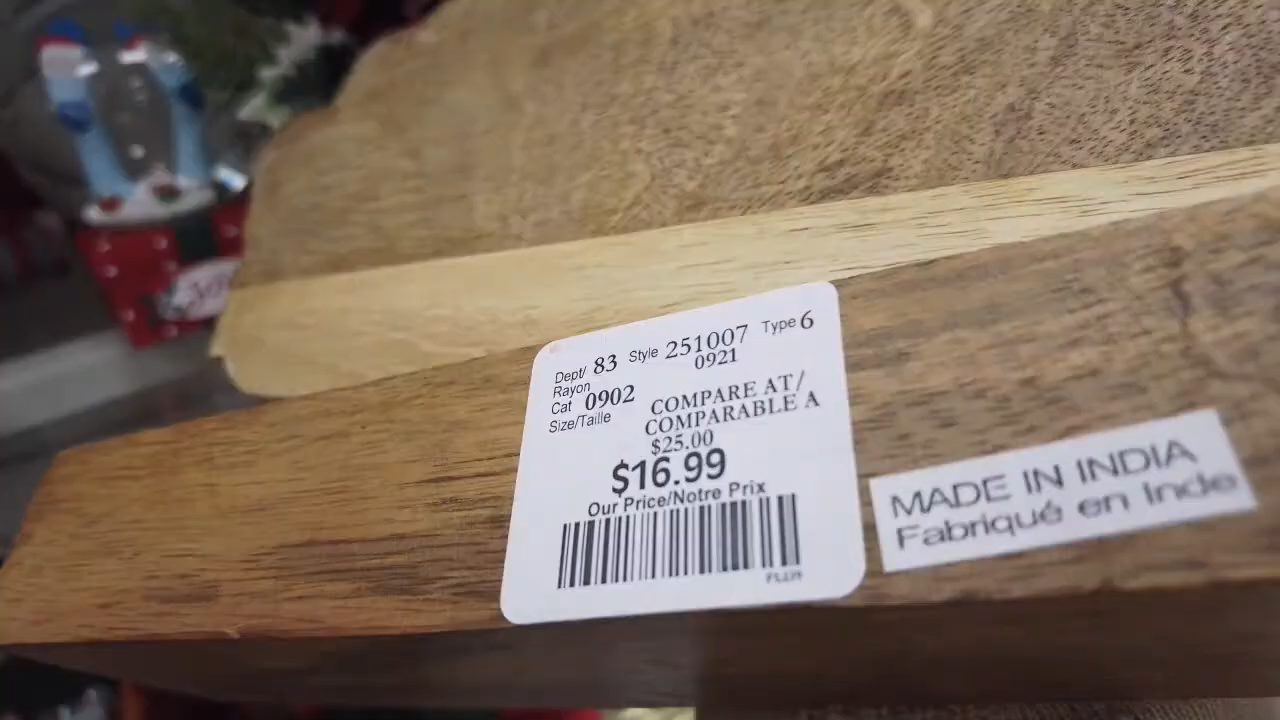 Dept/ 83 Style 251007 Type 6
Rayon 0921
Cat 0902
Size/Taille
COMPARE AT/
COMPARABLE A
$25.00
$16.99
Our Price/Notre Prix
MADE IN INDIA
Fabriqué en Inde